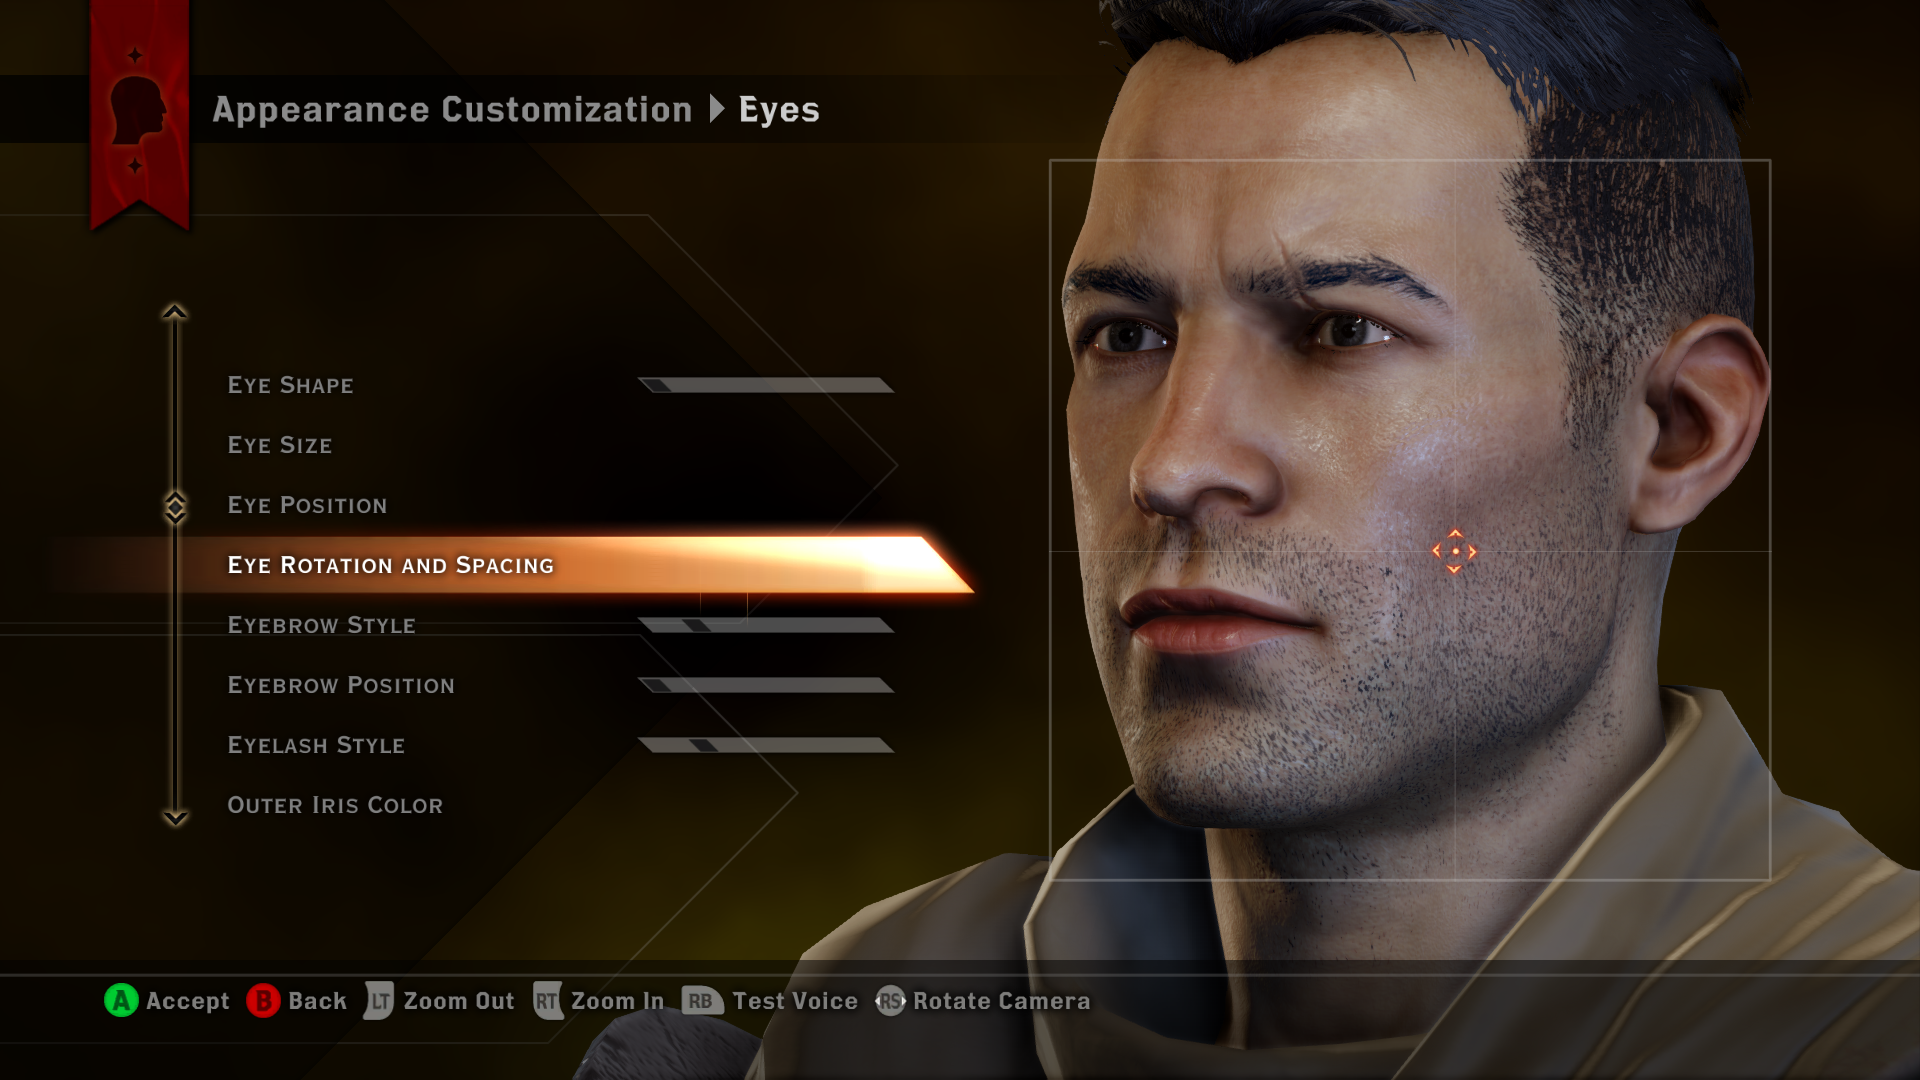 Appearance Customization ▶ Eyes
Eye Shape
Eye Size
Eye Position
Eye Rotation and Spacing
Eyebrow Style
Eyebrow Position
Eyelash Style
Outer Iris Color
A Accept B Back LT Zoom Out RT Zoom In RB Test Voice RS Rotate Camera